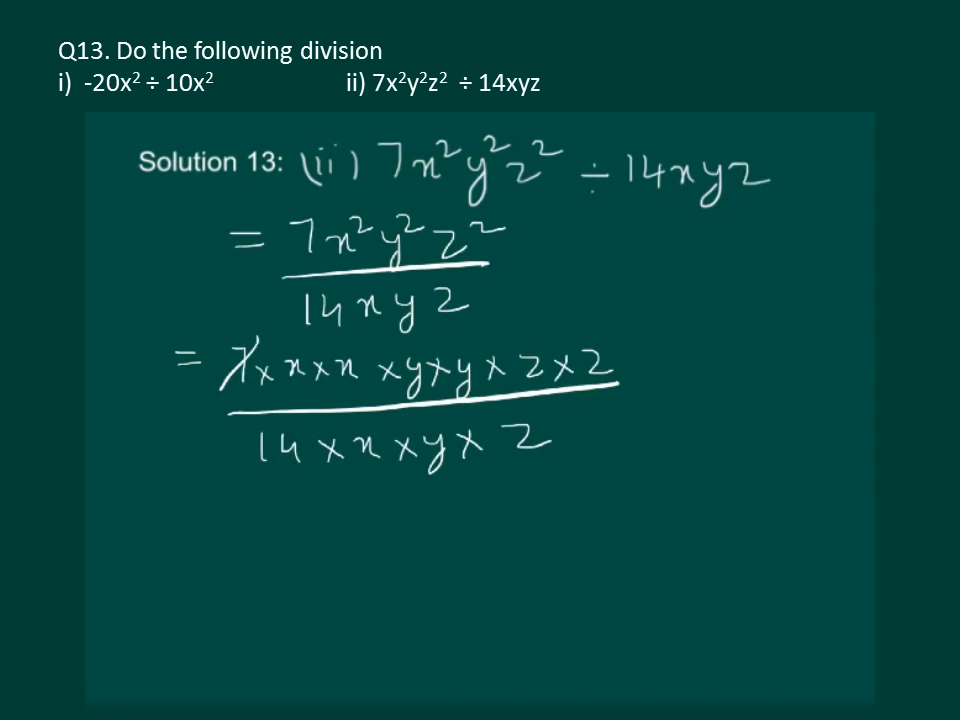 Q13. Do the following division
i) -20x² ÷ 10x² ii) 7x²y²z² ÷ 14xyz
Solution 13: (ii) 7x²y²z² ÷ 14xyz
= 7x²y²z²
14xyz
= 7×x×x×y×y×z×z
14×x×y×z